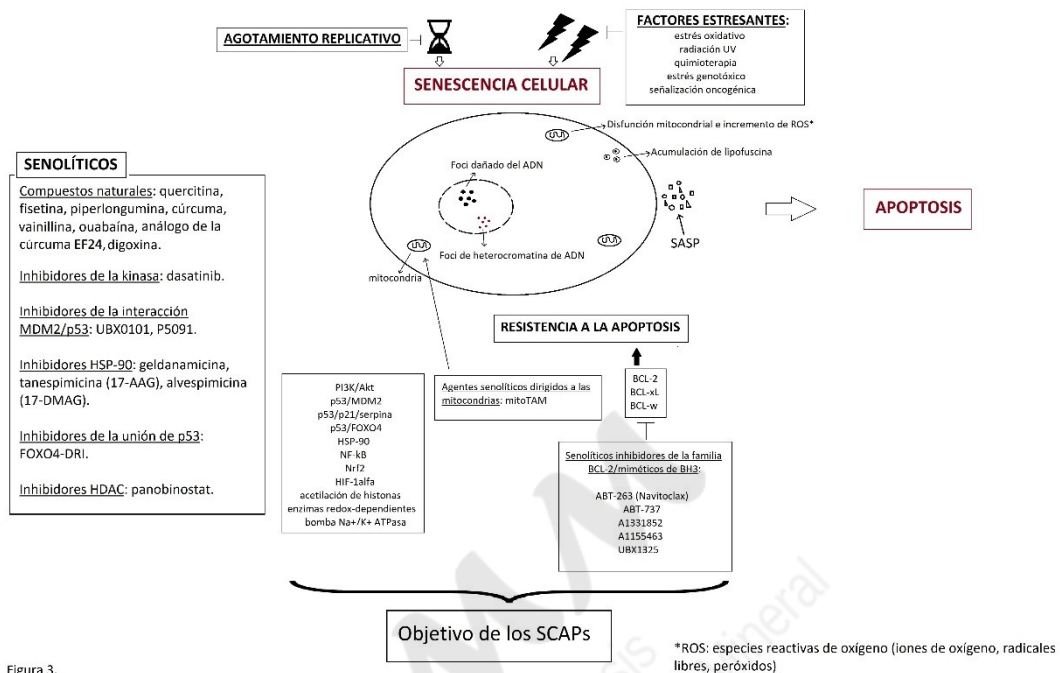 AGOTAMIENTO REPLICATIVO
FACTORES ESTRESANTES:
estrés oxidativo
radiación UV
quimioterapia
estrés genotóxico
señalización oncogénica
SENESCENCIA CELULAR
Disfunción mitocondrial e incremento de ROS*
Acumulación de lipofuscina
Foci dañado del ADN
Foci de heterocromatina de ADN
mitocondria
SASP
APOPTOSIS
SENOLÍTICOS
Compuestos naturales: quercitina,
fisetina, piperlongumina, cúrcuma,
vainillina, ouabaína, análogo de la
cúrcuma EF24, digoxina.
Inhibidores de la kinasa: dasatinib.
Inhibidores de la interacción
MDM2/p53: UBX0101, P5091.
Inhibidores HSP-90: geldanamicina,
tanespimicina (17-AAG), alvespimicina
(17-DMAG).
Inhibidores de la unión de p53:
FOXO4-DRI.
Inhibidores HDAC: panobinostat.
RESISTENCIA A LA APOPTOSIS
BCL-2
BCL-xL
BCL-w
PI3K/Akt
p53/MDM2
p53/p21/serpina
p53/FOXO4
HSP-90
NF-kB
Nrf2
HIF-1alfa
acetilación de histonas
enzimas redox-dependientes
bomba Na+/K+ ATPasa
Agentes senolíticos dirigidos a las
mitocondrias: mitoTAM
Senolíticos inhibidores de la familia
BCL-2/miméticos de BH3:
ABT-263 (Navitoclax)
ABT-737
A1331852
A1155463
UBX1325
Objetivo de los SCAPs
*ROS: especies reactivas de oxígeno (iones de oxígeno, radicales
libres, peróxidos)
Figura 3.